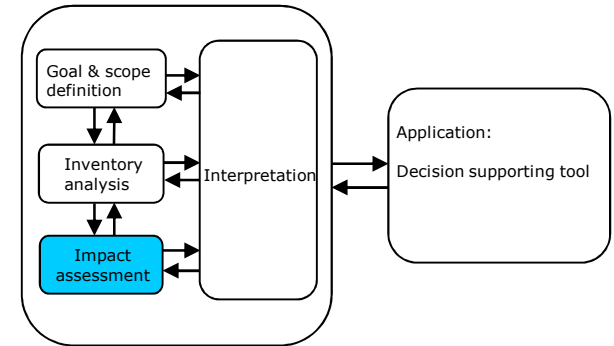 Goal & scope
definition
Inventory
analysis
Impact
assessment
Interpretation
Application:
Decision supporting tool